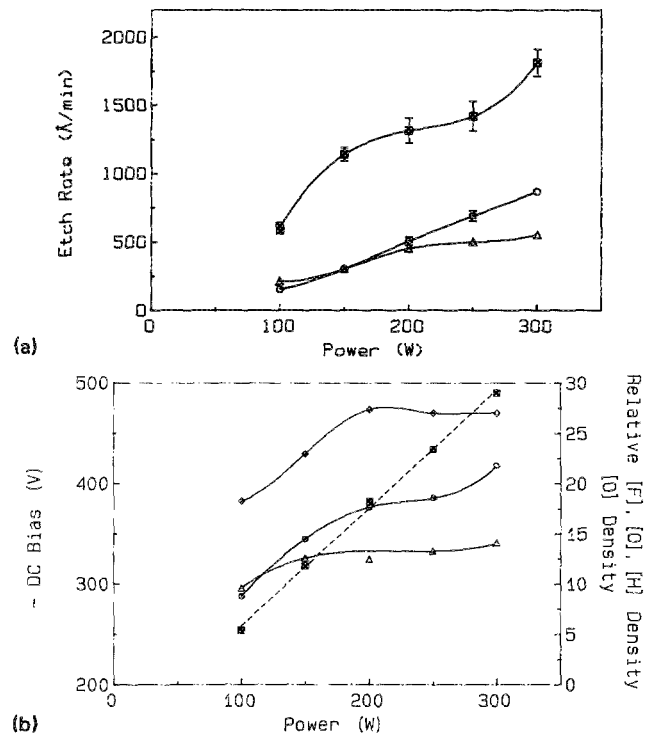 2000
1500
1000
500
0
Etch Rate (Å/min)
0 100 200 300
Power (W)
(a)
500
400
300
200
- DC Bias (V)
30
25
20
15
10
5
0
Relative [F], [O], [H] Density
[O] Density
0 100 200 300
Power (W)
(b)